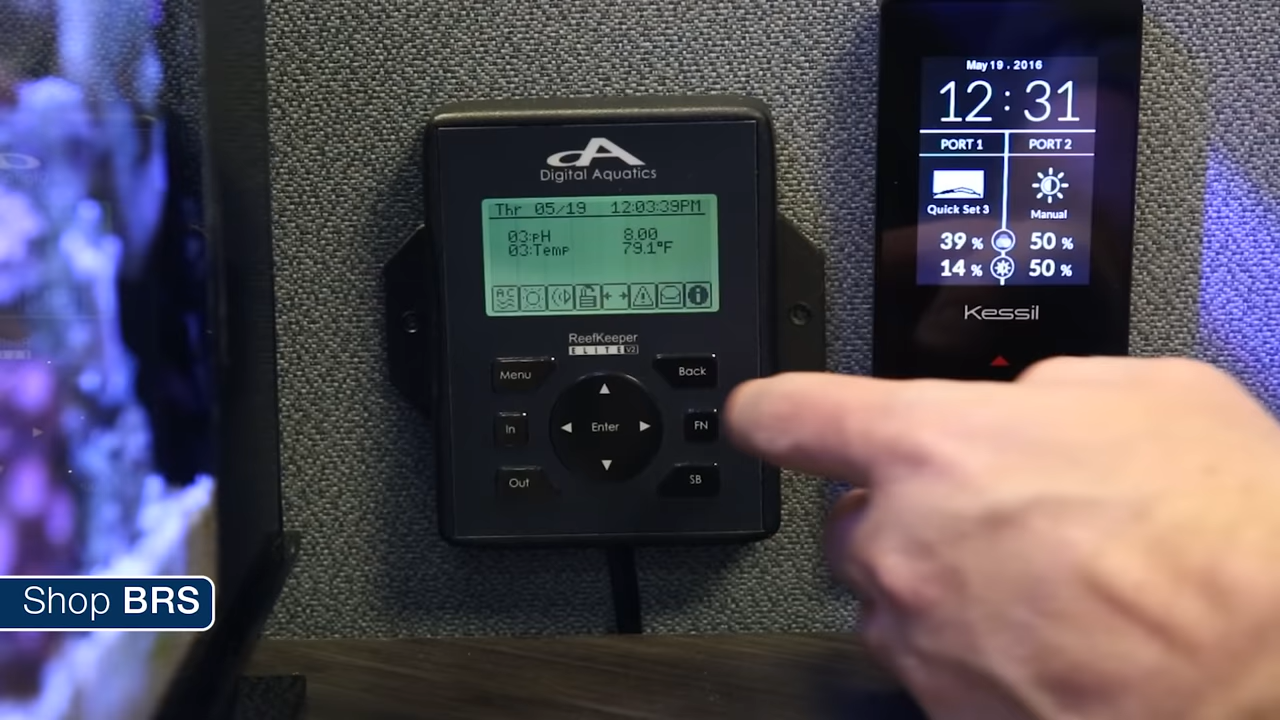 dA
Digital Aquatics
Thr 05/19 12:03:39PM
03:pH 8.00
03:Temp 79.1°F
AC
ReefKeeper
ELITE V2
Menu
Back
In
Enter
FN
Out
SB
May 19 . 2016
12:31
PORT 1
PORT 2
Quick Set 3
Manual
39 %
50 %
14 %
50 %
Kessil
Shop BRS